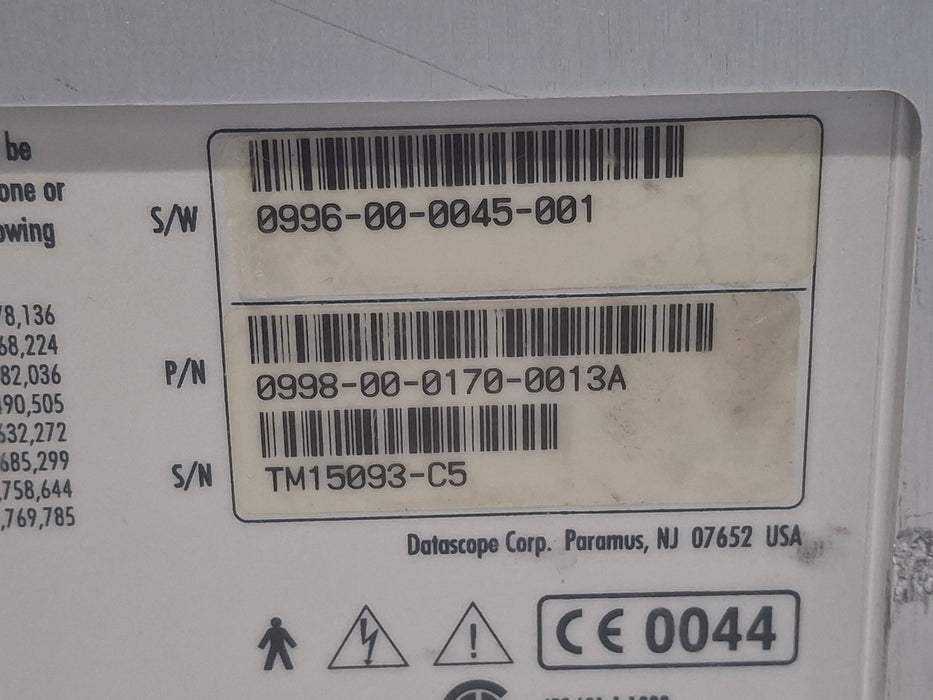 be
one or
owing
78,136
68,224
82,036
490,505
632,272
685,299
,758,644
,769,785
S/W
0996-00-0045-001
P/N
0998-00-0170-0013A
S/N
TM15093-C5
Datascope Corp. Paramus, NJ 07652 USA
CE 0044